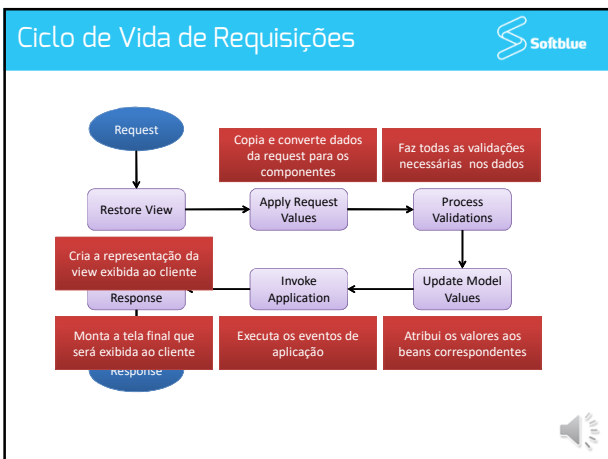 Ciclo de Vida de Requisições
Softblue
Request
Copia e converte dados
da request para os
componentes
Faz todas as validações
necessárias nos dados
Restore View
Apply Request
Values
Process
Validations
Cria a representação da
view exibida ao cliente
Response
Invoke
Application
Update Model
Values
Monta a tela final que
será exibida ao cliente
Executa os eventos de
aplicação
Atribui os valores aos
beans correspondentes
Response